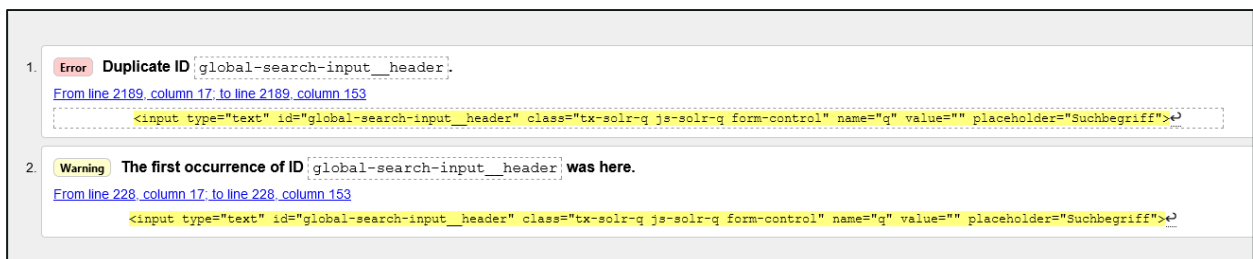 1. Error Duplicate ID global-search-input__header.
From line 2189, column 17; to line 2189, column 153
<input type="text" id="global-search-input__header" class="tx-solr-q js-solr-q form-control" name="q" value="" placeholder="Suchbegriff">↩
2. Warning The first occurrence of ID global-search-input__header was here.
From line 228, column 17; to line 228, column 153
<input type="text" id="global-search-input__header" class="tx-solr-q js-solr-q form-control" name="q" value="" placeholder="Suchbegriff">↩